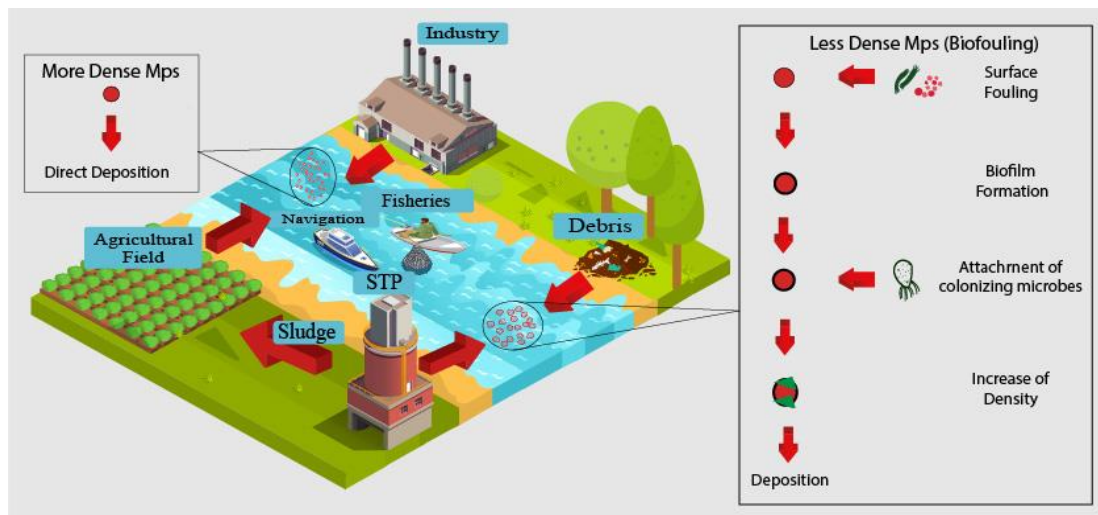 Industry
More Dense Mps
Direct Deposition
Fisheries
Navigation
Agricultural
Field
Debris
STP
Sludge
Less Dense Mps (Biofouling)
Surface
Fouling
Biofilm
Formation
Attachment of
colonizing microbes
Increase of
Density
Deposition